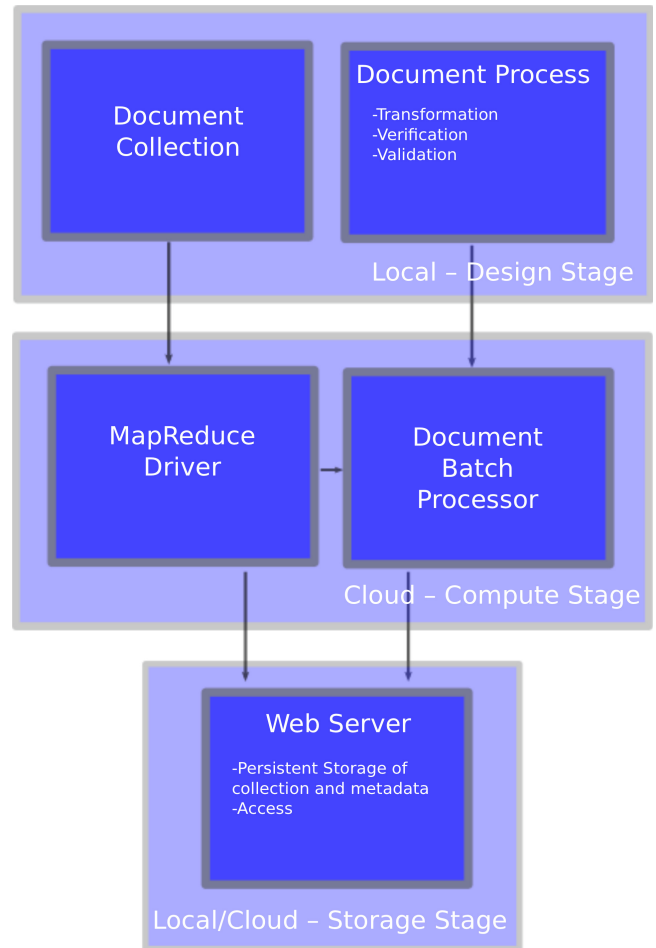 Document
Collection
Document Process
-Transformation
-Verification
-Validation
Local – Design Stage
MapReduce
Driver
Document
Batch
Processor
Cloud – Compute Stage
Web Server
-Persistent Storage of
collection and metadata
-Access
Local/Cloud – Storage Stage